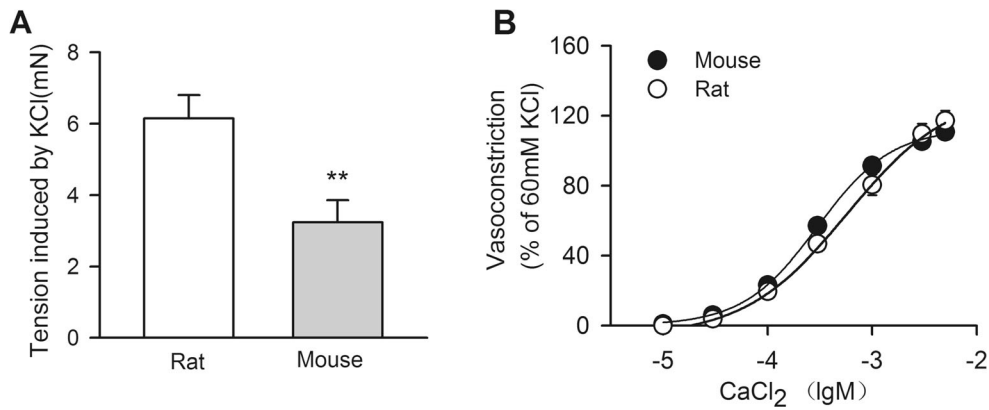 A
Tension induced by KCl(mN)
8
6
4
2
0
**
Rat
Mouse
B
Vasoconstriction
(% of 60mM KCl)
160
120
80
40
0
Mouse
Rat
-5
-4
-3
-2
CaCl2 （lgM）